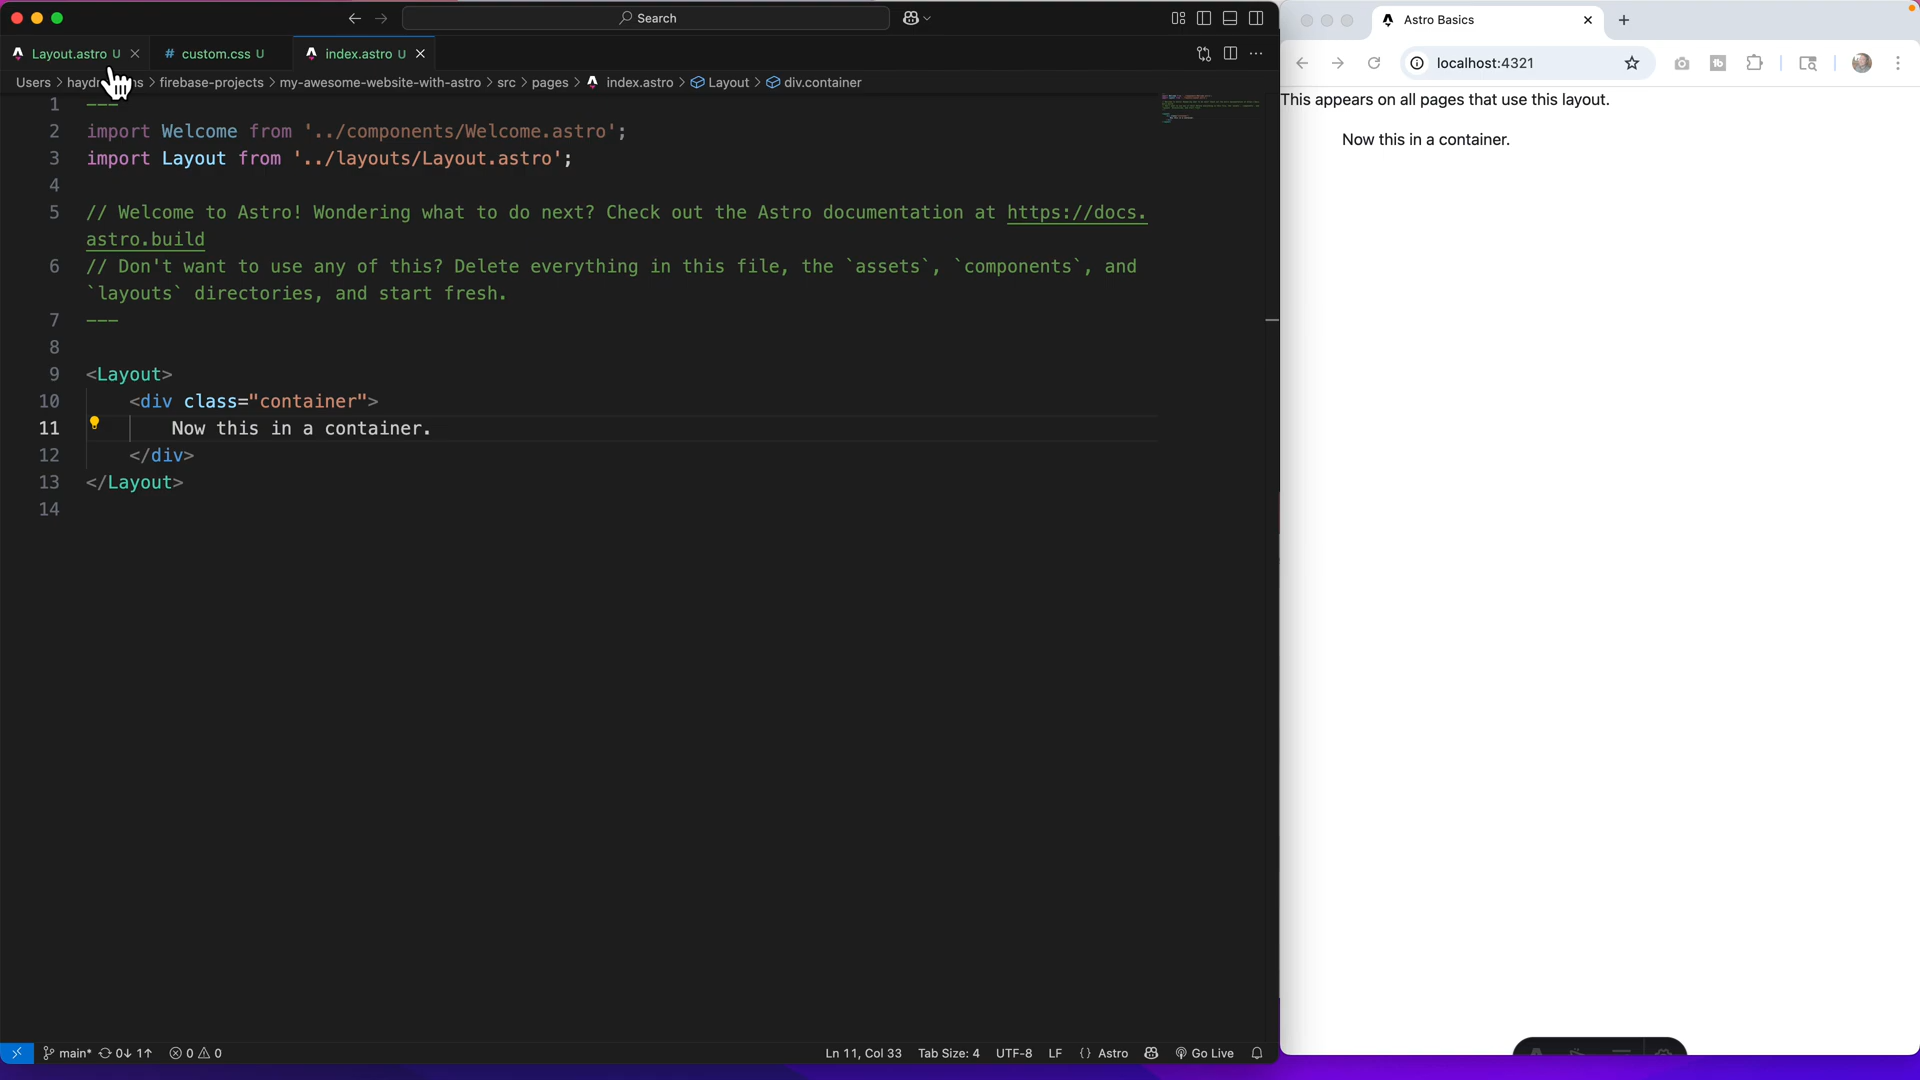 Search
Layout.astro U
custom.css U
index.astro U
Users > hayd ns > firebase-projects > my-awesome-website-with-astro > src > pages > index.astro > Layout > div.container
1 ---
2 import Welcome from '../components/Welcome.astro';
3 import Layout from '../layouts/Layout.astro';
4
5 // Welcome to Astro! Wondering what to do next? Check out the Astro documentation at https://docs.
astro.build
6 // Don't want to use any of this? Delete everything in this file, the `assets`, `components`, and
`layouts` directories, and start fresh.
7 ---
8
9 <Layout>
10 <div class="container">
11 Now this in a container.
12 </div>
13 </Layout>
14
main* 0↓ 1↑ 0 0
Ln 11, Col 33 Tab Size: 4 UTF-8 LF {} Astro Go Live
Astro Basics
localhost:4321
This appears on all pages that use this layout.
Now this in a container.